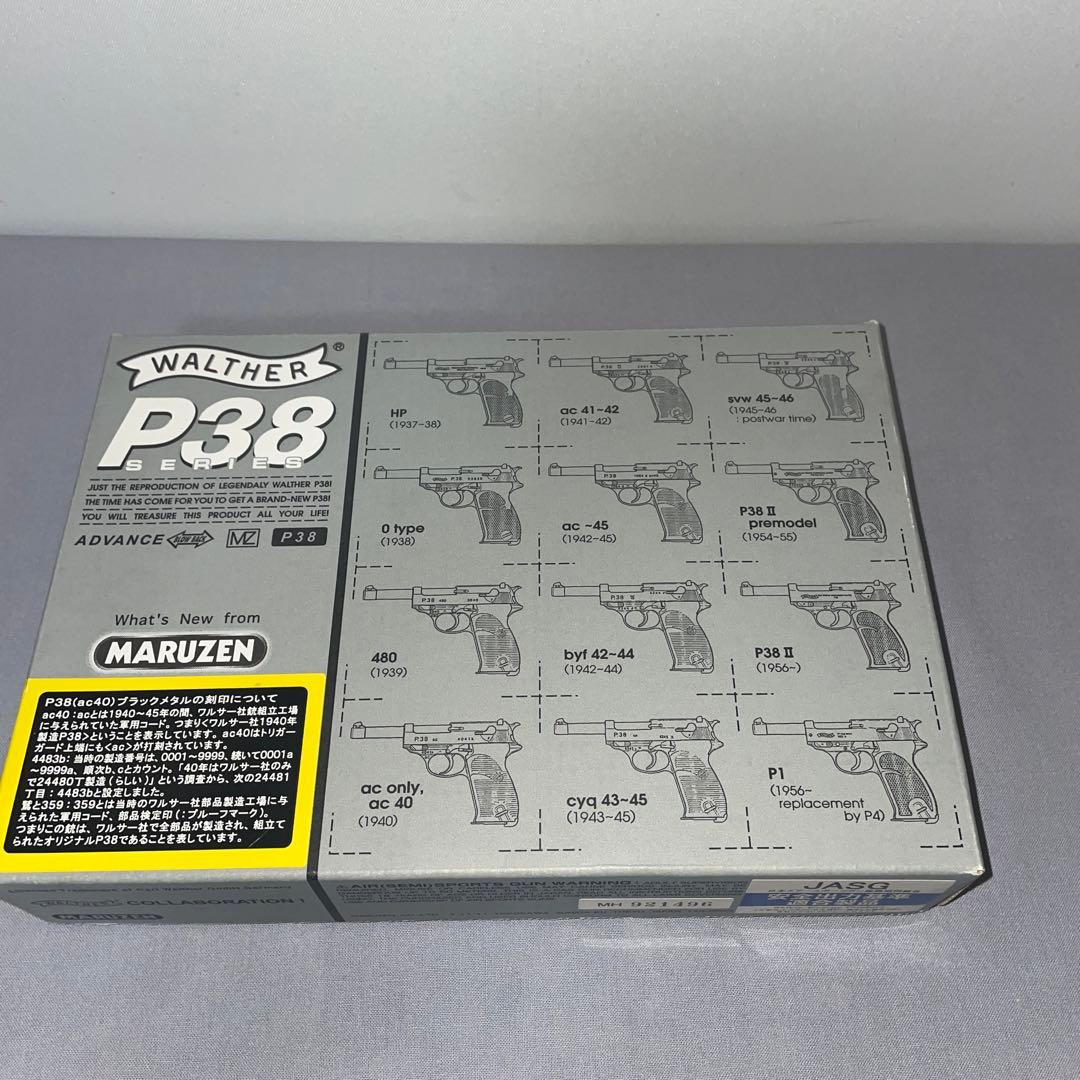 WALTHER ®
P38
SERIES
JUST THE REPRODUCTION OF LEGENDALY WALTHER P38!
THE TIME HAS COME FOR YOU TO GET A BRAND-NEW P38!
YOU WILL TREASURE THIS PRODUCT ALL YOUR LIFE!
ADVANCE BLOW BACK MZ P38
What's New from
MARUZEN
P38(ac40)ブラックメタルの刻印について
ac40:acとは1940~45年の間、ワルサー社銃組立工場
に与えられていた軍用コード。つまりくワルサー社1940年
製造P38>ということを表示しています。ac40はトリガー
ガード上端にも<ac>が打刻されています。
4483b:当時の製造番号は、0001~9999、続いて0001a
~9999a、順次b、cとカウント。「40年はワルサー社のみ
で24480丁製造(らしい)」という調査から、次の24481
丁目:4483bと設定しました。
鷲と359:359とは当時のワルサー社部品製造工場に与
えられた軍用コード、部品検定印(:プルーフマーク)。
つまりこの銃は、ワルサー社で全部品が製造され、組立て
られたオリジナルP38であることを表しています。
HP
(1937-38)
ac 41~42
(1941-42)
svw 45~46
(1945-46
: postwar time)
0 type
(1938)
ac ~45
(1942-45)
P38 II
premodel
(1954-55)
480
(1939)
byf 42~44
(1942-44)
P38 II
(1956~)
ac only,
ac 40
(1940)
cyq 43~45
(1943~45)
P1
(1956~
replacement
by P4)
COLLABORATION !
MARUZEN
AIR(SEMI)SPORTS GUN WARNING
MH 921496
JASG